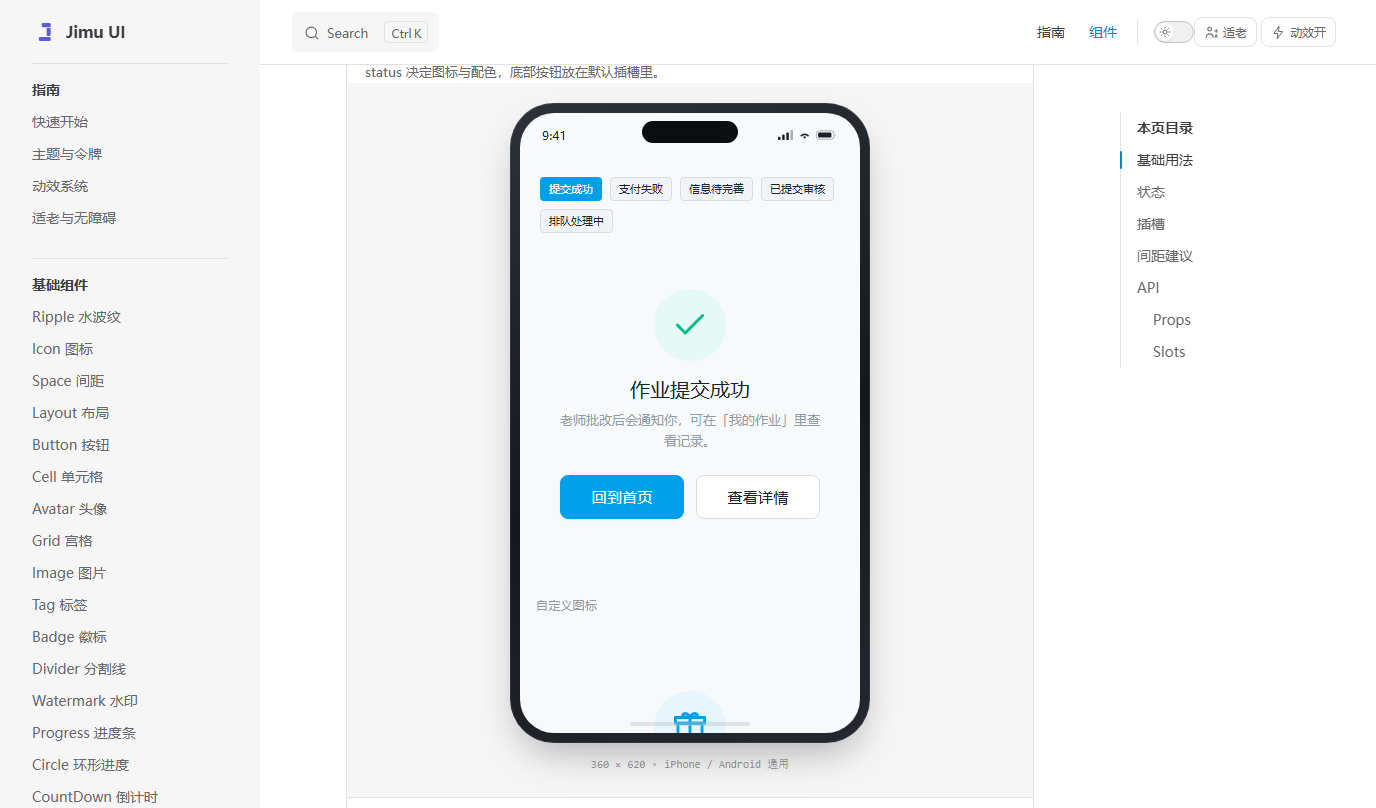 Jimu UI
Search
Ctrl K
指南
组件
适老
动效开
指南
快速开始
主题与令牌
动效系统
适老与无障碍
基础组件
Ripple 水波纹
Icon 图标
Space 间距
Layout 布局
Button 按钮
Cell 单元格
Avatar 头像
Grid 宫格
Image 图片
Tag 标签
Badge 徽标
Divider 分割线
Watermark 水印
Progress 进度条
Circle 环形进度
CountDown 倒计时
status 决定图标与配色，底部按钮放在默认插槽里。
9:41
提交成功
支付失败
信息待完善
已提交审核
排队处理中
作业提交成功
老师批改后会通知你，可在「我的作业」里查
看记录。
回到首页
查看详情
自定义图标
360 × 620 • iPhone / Android 通用
本页目录
基础用法
状态
插槽
间距建议
API
Props
Slots